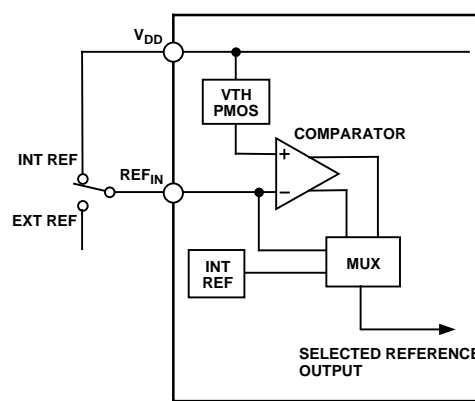 VDD
VTH
PMOS
COMPARATOR
+
−
INT REF
REFIN
EXT REF
INT
REF
MUX
SELECTED REFERENCE
OUTPUT